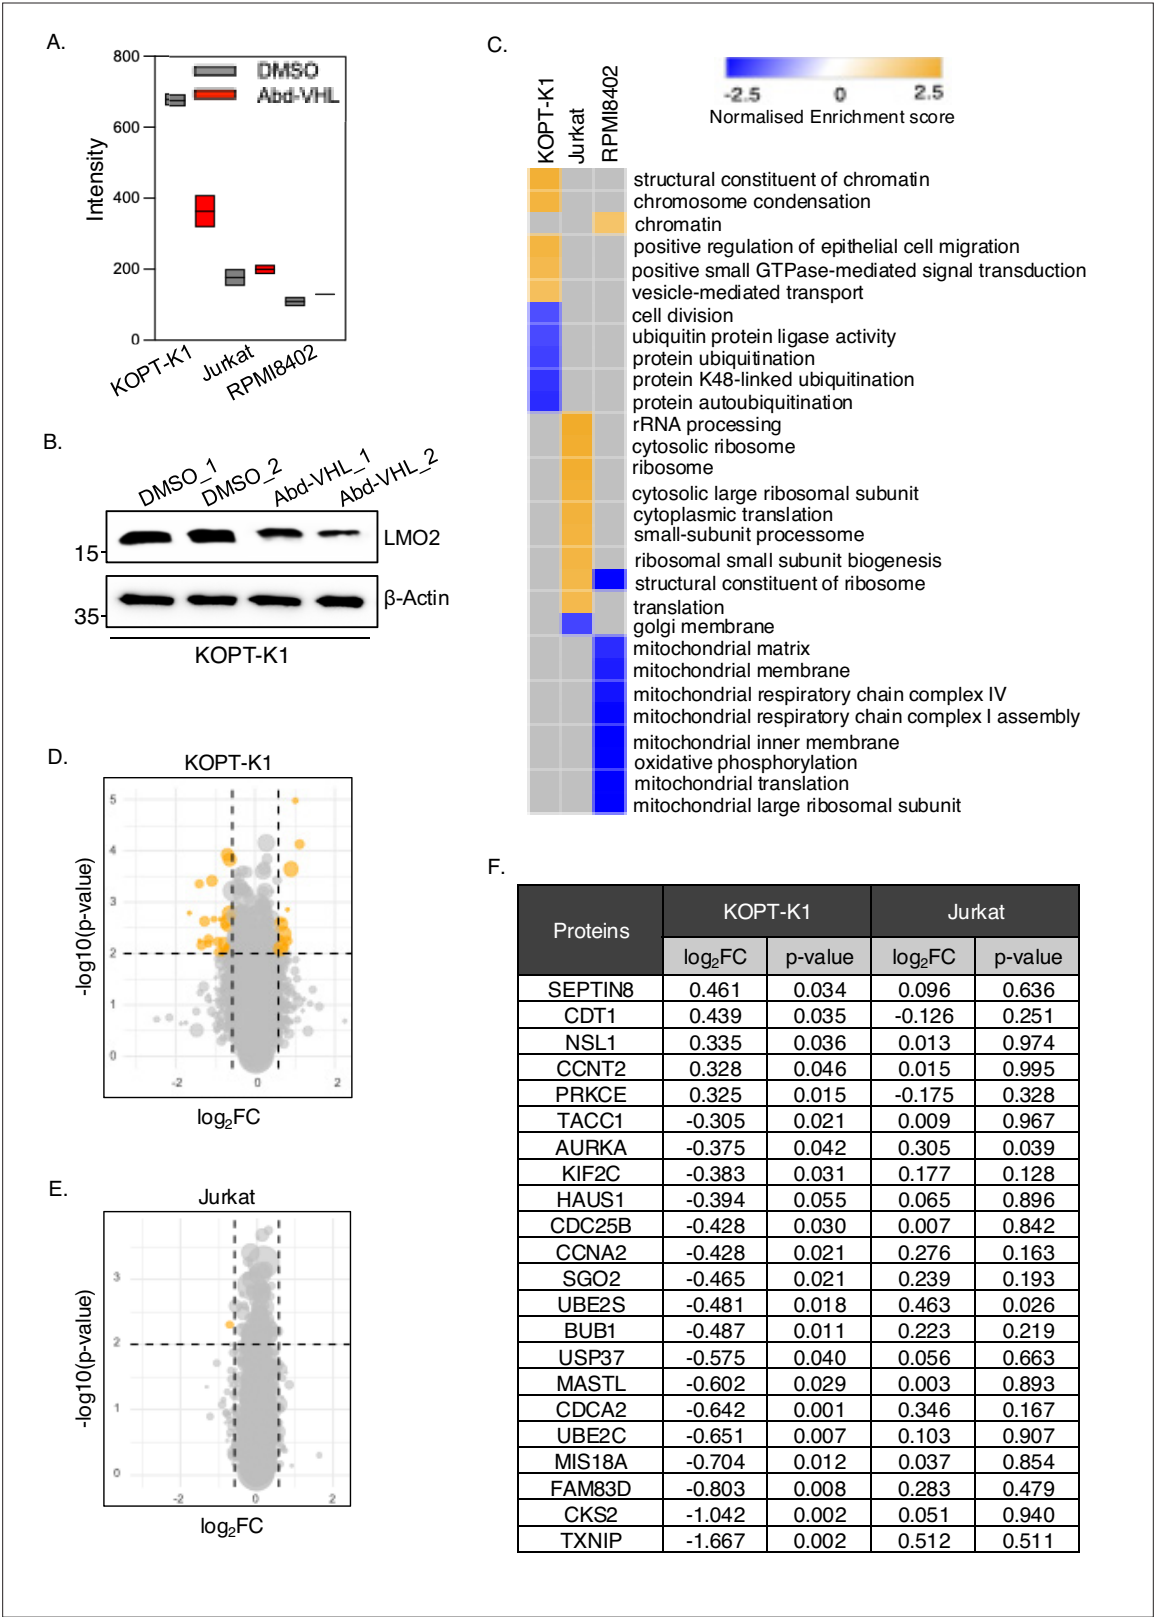 A.
800
600
400
200
0
Intensity
DMSO
Abd-VHL
KOPT-K1
Jurkat
RPMI8402
B.
DMSO_1
DMSO_2
Abd-VHL_1
Abd-VHL_2
15
LMO2
35
β-Actin
KOPT-K1
C.
KOPT-K1
Jurkat
RPMI8402
-2.5 0 2.5
Normalised Enrichment score
structural constituent of chromatin
chromosome condensation
chromatin
positive regulation of epithelial cell migration
positive small GTPase-mediated signal transduction
vesicle-mediated transport
cell division
ubiquitin protein ligase activity
protein ubiquitination
protein K48-linked ubiquitination
protein autoubiquitination
rRNA processing
cytosolic ribosome
ribosome
cytosolic large ribosomal subunit
cytoplasmic translation
small-subunit processome
ribosomal small subunit biogenesis
structural constituent of ribosome
translation
golgi membrane
mitochondrial matrix
mitochondrial membrane
mitochondrial respiratory chain complex IV
mitochondrial respiratory chain complex I assembly
mitochondrial inner membrane
oxidative phosphorylation
mitochondrial translation
mitochondrial large ribosomal subunit
D.
KOPT-K1
5
4
3
2
1
0
-log10(p-value)
-2 0 2
log₂FC
E.
Jurkat
3
2
1
0
-log10(p-value)
-2 0 2
log₂FC
F.
Proteins KOPT-K1 Jurkat
log₂FC p-value log₂FC p-value
SEPTIN8 0.461 0.034 0.096 0.636
CDT1 0.439 0.035 -0.126 0.251
NSL1 0.335 0.036 0.013 0.974
CCNT2 0.328 0.046 0.015 0.995
PRKCE 0.325 0.015 -0.175 0.328
TACC1 -0.305 0.021 0.009 0.967
AURKA -0.375 0.042 0.305 0.039
KIF2C -0.383 0.031 0.177 0.128
HAUS1 -0.394 0.055 0.065 0.896
CDC25B -0.428 0.030 0.007 0.842
CCNA2 -0.428 0.021 0.276 0.163
SGO2 -0.465 0.021 0.239 0.193
UBE2S -0.481 0.018 0.463 0.026
BUB1 -0.487 0.011 0.223 0.219
USP37 -0.575 0.040 0.056 0.663
MASTL -0.602 0.029 0.003 0.893
CDCA2 -0.642 0.001 0.346 0.167
UBE2C -0.651 0.007 0.103 0.907
MIS18A -0.704 0.012 0.037 0.854
FAM83D -0.803 0.008 0.283 0.479
CKS2 -1.042 0.002 0.051 0.940
TXNIP -1.667 0.002 0.512 0.511